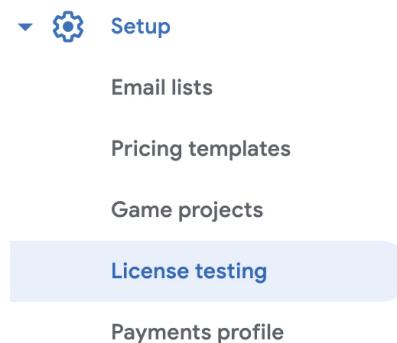 Setup
Email lists
Pricing templates
Game projects
License testing
Payments profile